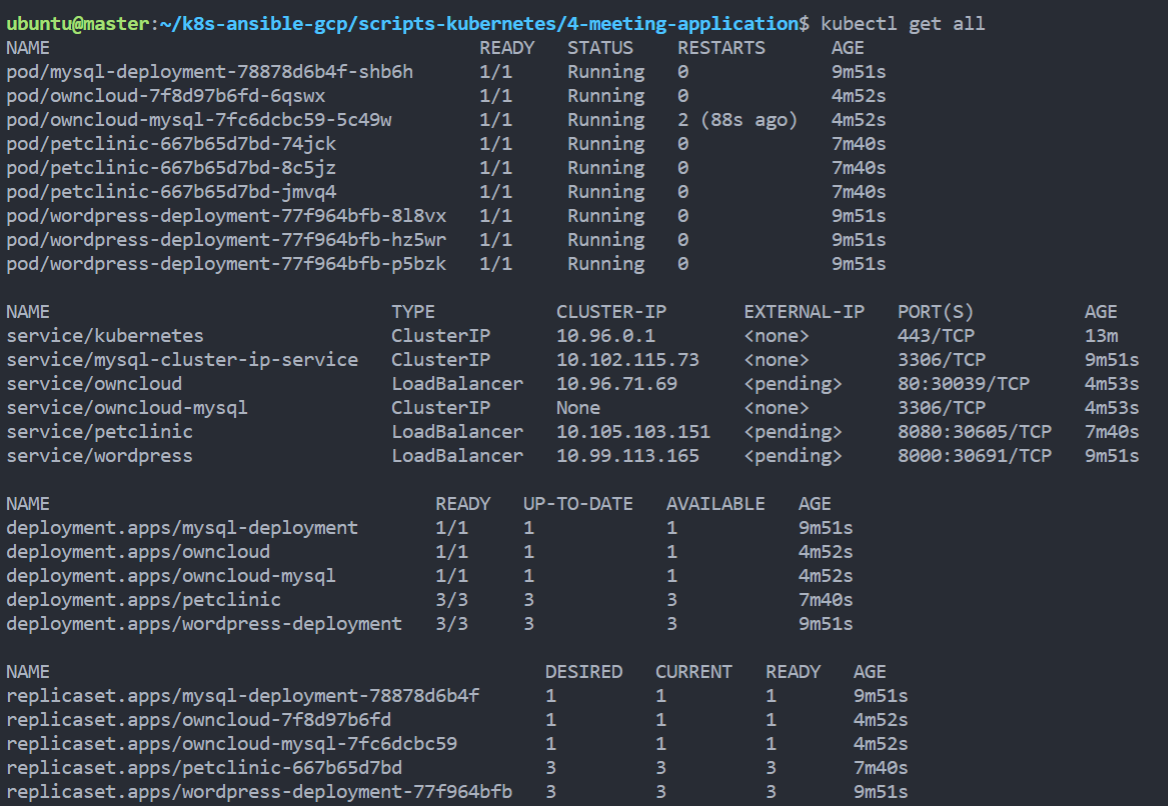 ubuntu@master:~/k8s-ansible-gcp/scripts-kubernetes/4-meeting-application$ kubectl get all
NAME READY STATUS RESTARTS AGE
pod/mysql-deployment-78878d6b4f-shb6h 1/1 Running 0 9m51s
pod/owncloud-7f8d97b6fd-6qswx 1/1 Running 0 4m52s
pod/owncloud-mysql-7fc6dcbc59-5c49w 1/1 Running 2 (88s ago) 4m52s
pod/petclinic-667b65d7bd-74jck 1/1 Running 0 7m40s
pod/petclinic-667b65d7bd-8c5jz 1/1 Running 0 7m40s
pod/petclinic-667b65d7bd-jmvq4 1/1 Running 0 7m40s
pod/wordpress-deployment-77f964bfb-8l8vx 1/1 Running 0 9m51s
pod/wordpress-deployment-77f964bfb-hz5wr 1/1 Running 0 9m51s
pod/wordpress-deployment-77f964bfb-p5bzk 1/1 Running 0 9m51s
NAME TYPE CLUSTER-IP EXTERNAL-IP PORT(S) AGE
service/kubernetes ClusterIP 10.96.0.1 <none> 443/TCP 13m
service/mysql-cluster-ip-service ClusterIP 10.102.115.73 <none> 3306/TCP 9m51s
service/owncloud LoadBalancer 10.96.71.69 <pending> 80:30039/TCP 4m53s
service/owncloud-mysql ClusterIP None <none> 3306/TCP 4m53s
service/petclinic LoadBalancer 10.105.103.151 <pending> 8080:30605/TCP 7m40s
service/wordpress LoadBalancer 10.99.113.165 <pending> 8000:30691/TCP 9m51s
NAME READY UP-TO-DATE AVAILABLE AGE
deployment.apps/mysql-deployment 1/1 1 1 9m51s
deployment.apps/owncloud 1/1 1 1 4m52s
deployment.apps/owncloud-mysql 1/1 1 1 4m52s
deployment.apps/petclinic 3/3 3 3 7m40s
deployment.apps/wordpress-deployment 3/3 3 3 9m51s
NAME DESIRED CURRENT READY AGE
replicaset.apps/mysql-deployment-78878d6b4f 1 1 1 9m51s
replicaset.apps/owncloud-7f8d97b6fd 1 1 1 4m52s
replicaset.apps/owncloud-mysql-7fc6dcbc59 1 1 1 4m52s
replicaset.apps/petclinic-667b65d7bd 3 3 3 7m40s
replicaset.apps/wordpress-deployment-77f964bfb 3 3 3 9m51s